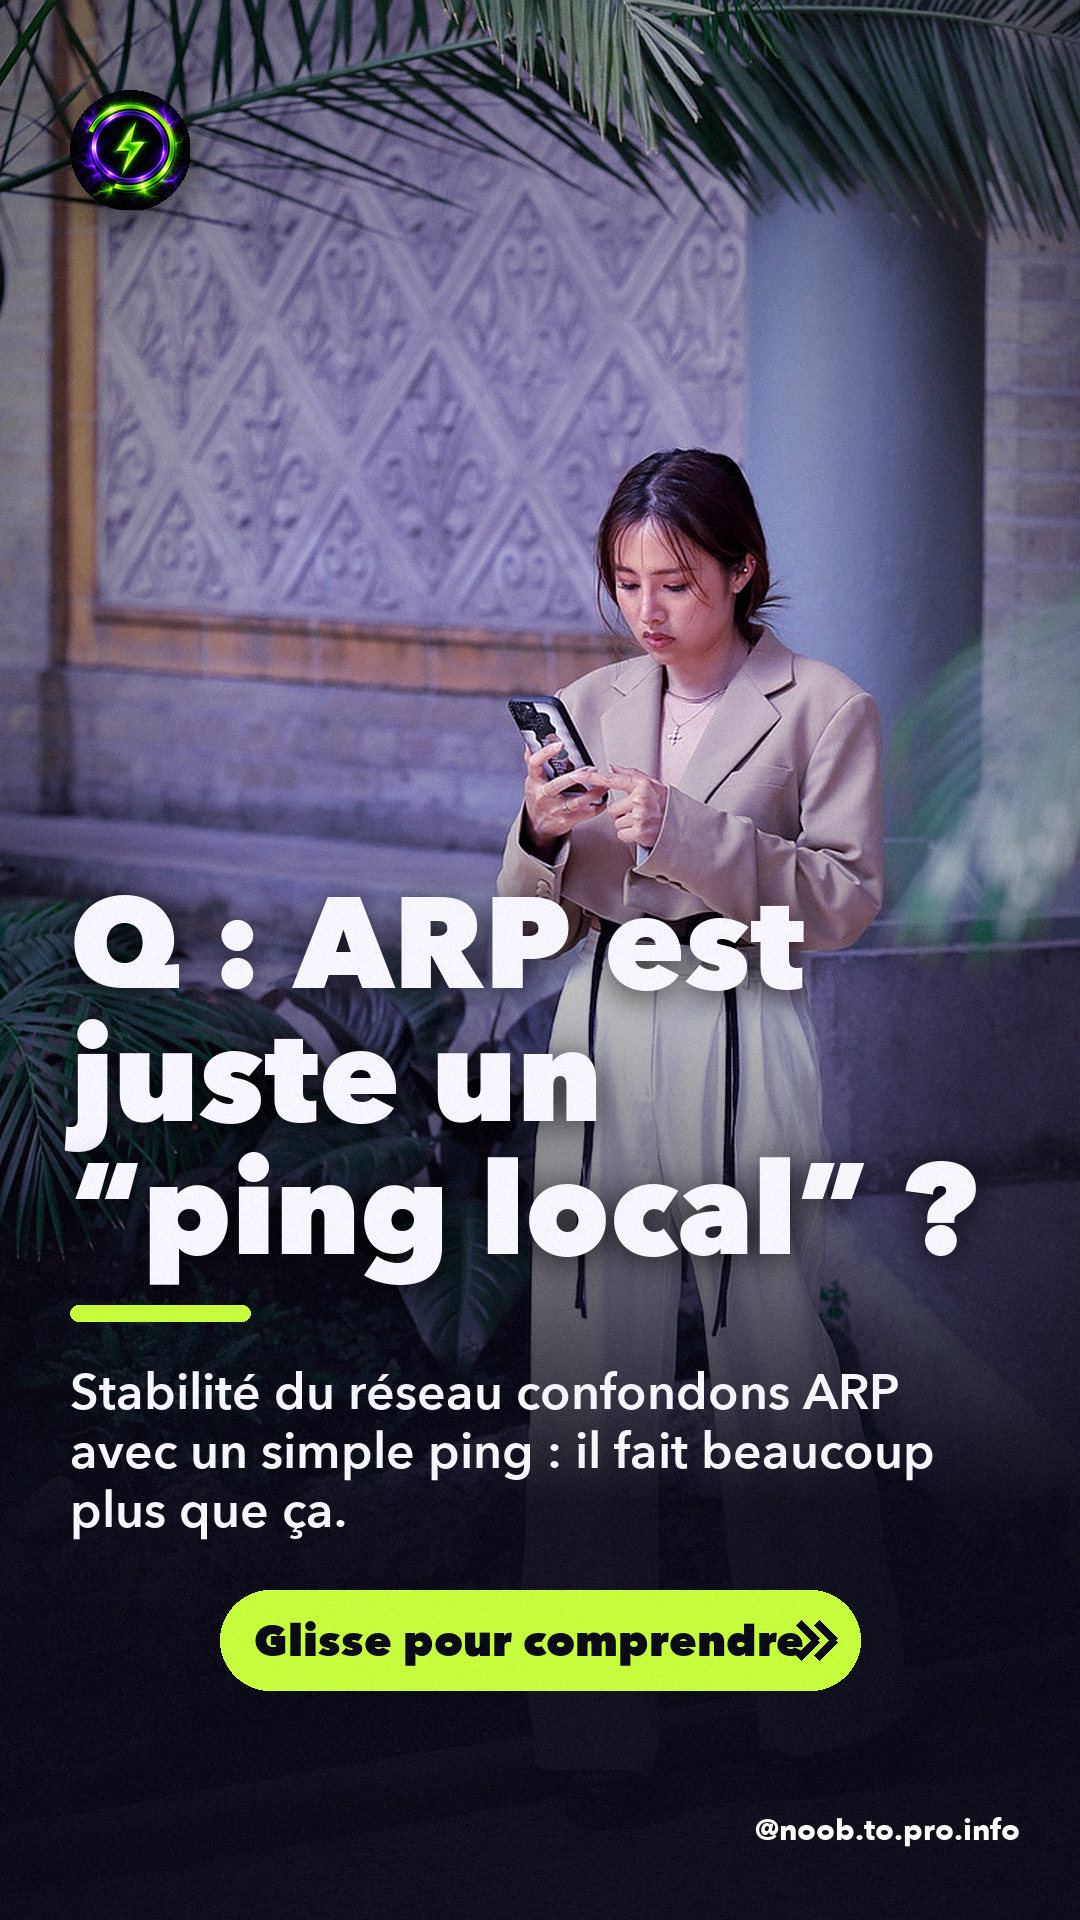 Q : ARP est
juste un
“ping local” ?
Stabilité du réseau confondons ARP
avec un simple ping : il fait beaucoup
plus que ça.
Glisse pour comprendre
@noob.to.pro.info